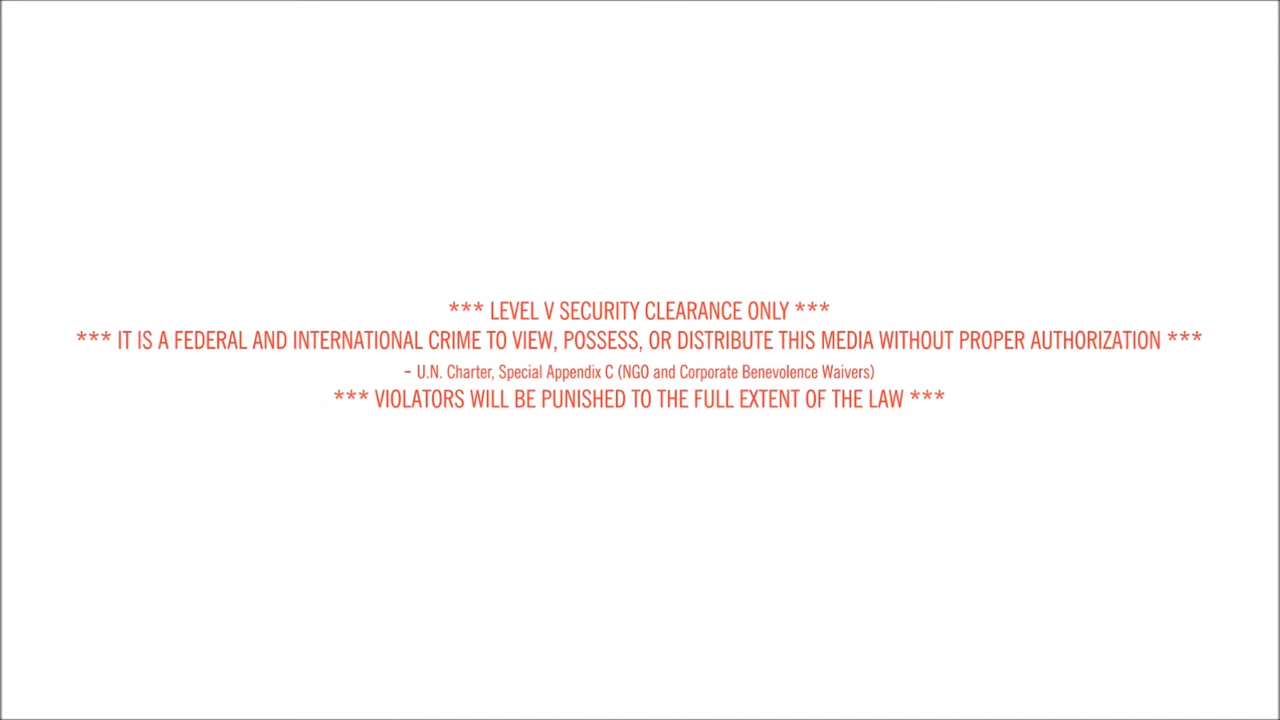 *** LEVEL V SECURITY CLEARANCE ONLY ***
*** IT IS A FEDERAL AND INTERNATIONAL CRIME TO VIEW, POSSESS, OR DISTRIBUTE THIS MEDIA WITHOUT PROPER AUTHORIZATION ***
– U.N. Charter, Special Appendix C (NGO and Corporate Benevolence Waivers)
*** VIOLATORS WILL BE PUNISHED TO THE FULL EXTENT OF THE LAW ***